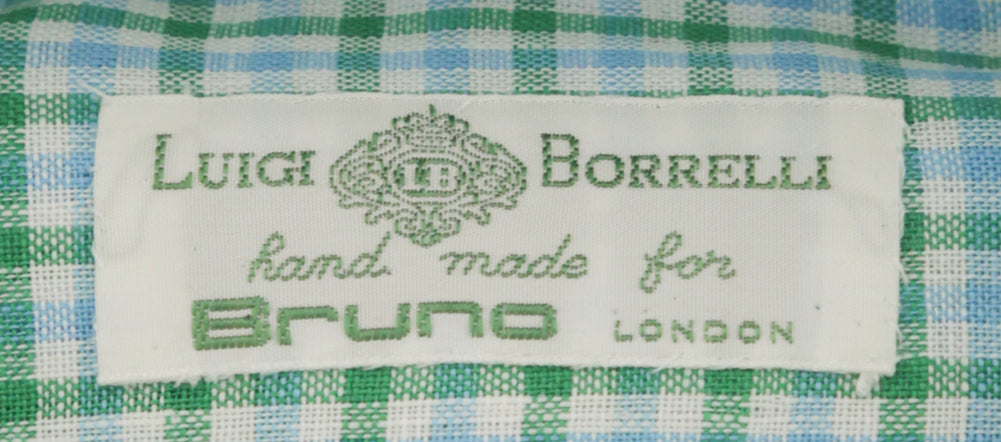 LUIGI LB BORRELLI
hand made for
Bruno LONDON